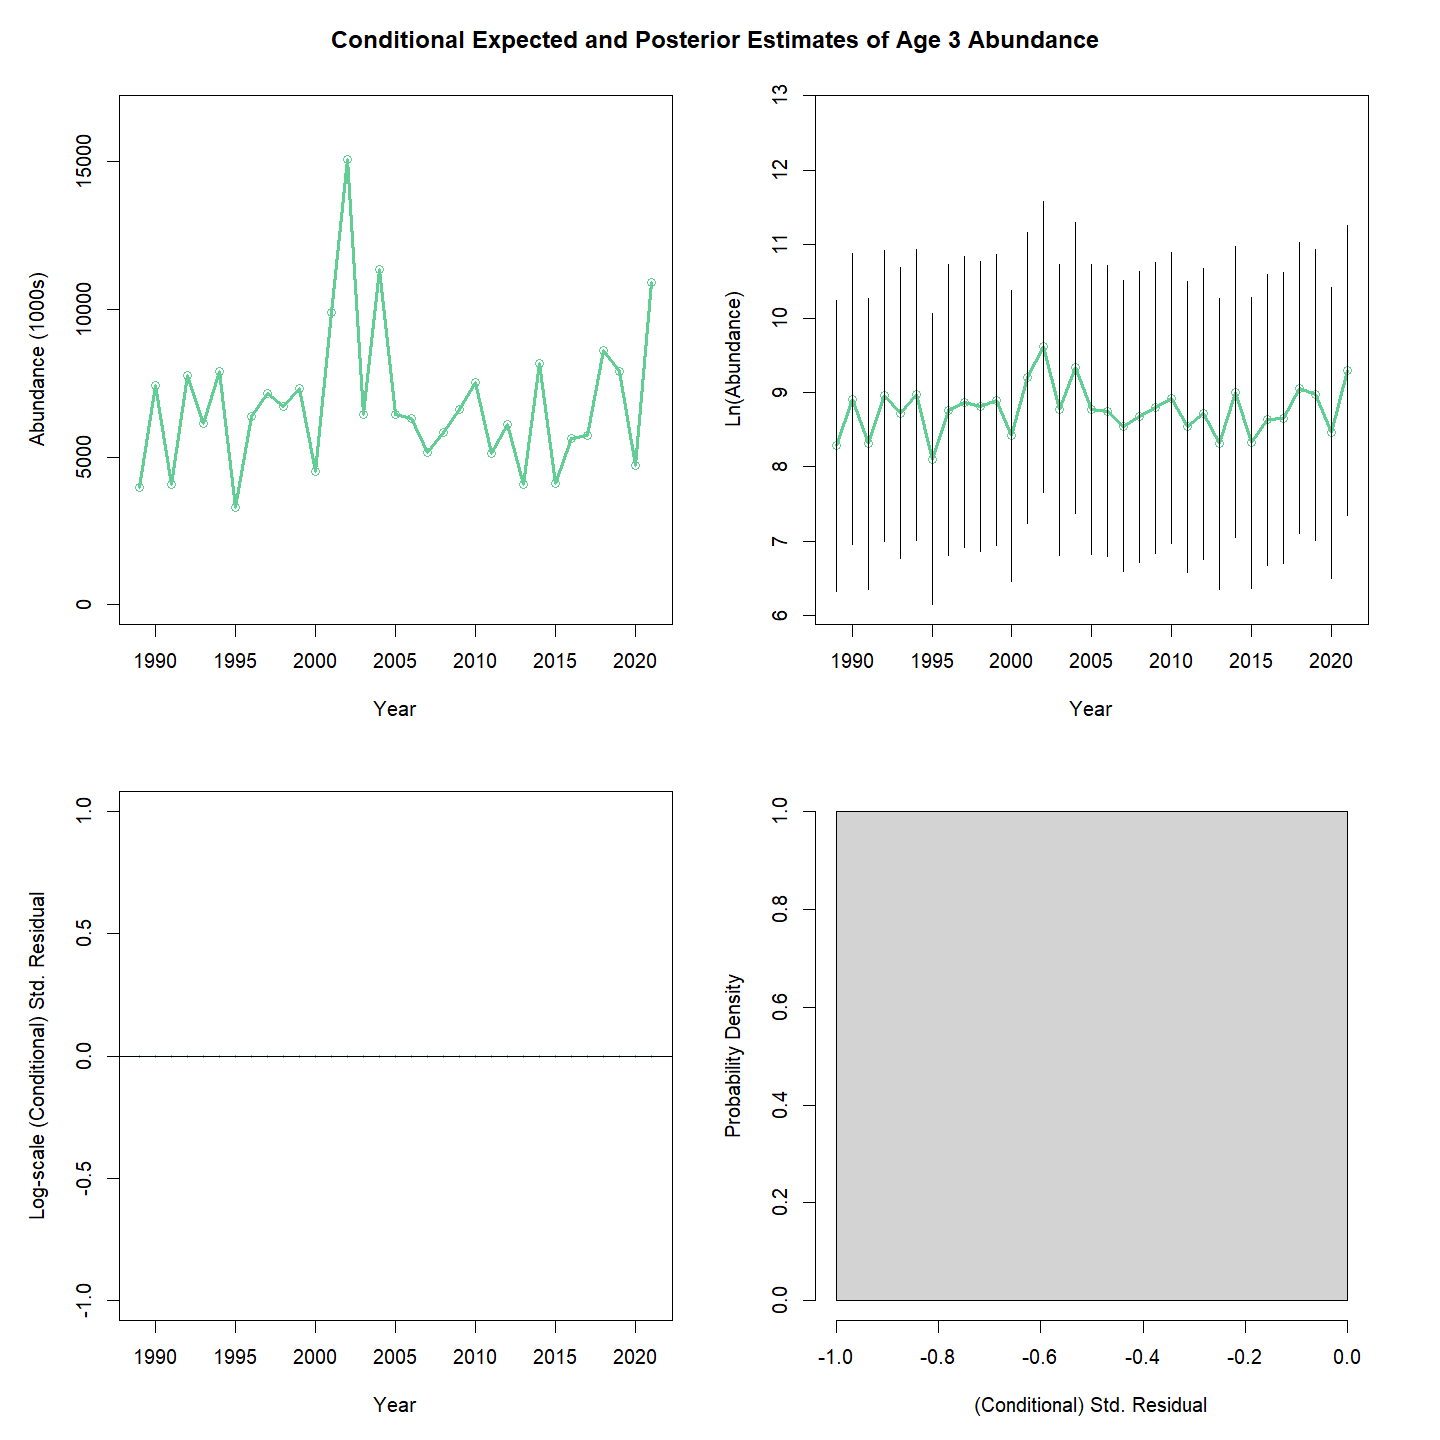 Conditional Expected and Posterior Estimates of Age 3 Abundance
Abundance (1000s)
15000
10000
5000
0
1990 1995 2000 2005 2010 2015 2020
Year
Ln(Abundance)
13
12
11
10
9
8
7
6
1990 1995 2000 2005 2010 2015 2020
Year
Log-scale (Conditional) Std. Residual
1.0
0.5
0.0
-0.5
-1.0
1990 1995 2000 2005 2010 2015 2020
Year
Probability Density
1.0
0.8
0.6
0.4
0.2
0.0
-1.0 -0.8 -0.6 -0.4 -0.2 0.0
(Conditional) Std. Residual